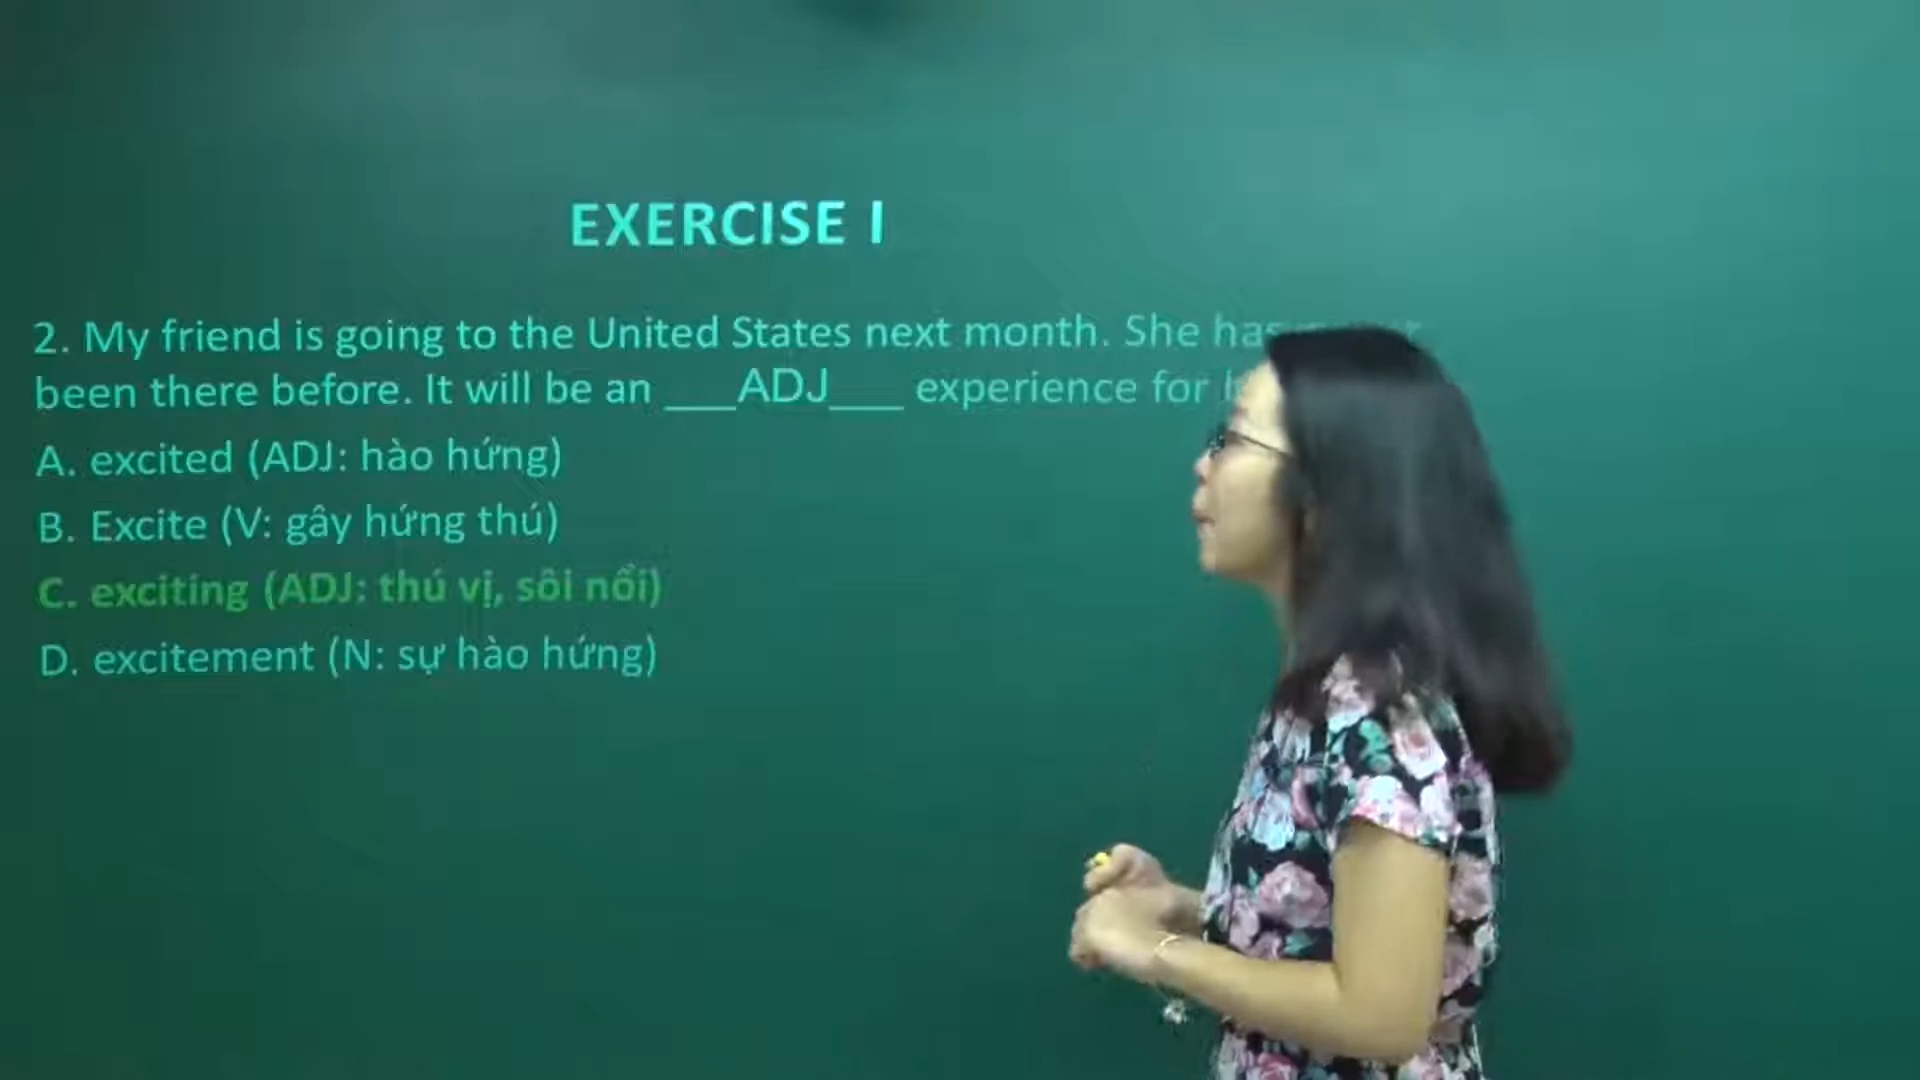 EXERCISE I
2. My friend is going to the United States next month. She has
been there before. It will be an ___ADJ___ experience for
A. excited (ADJ: hào hứng)
B. Excite (V: gây hứng thú)
C. exciting (ADJ: thú vị, sôi nổi)
D. excitement (N: sự hào hứng)